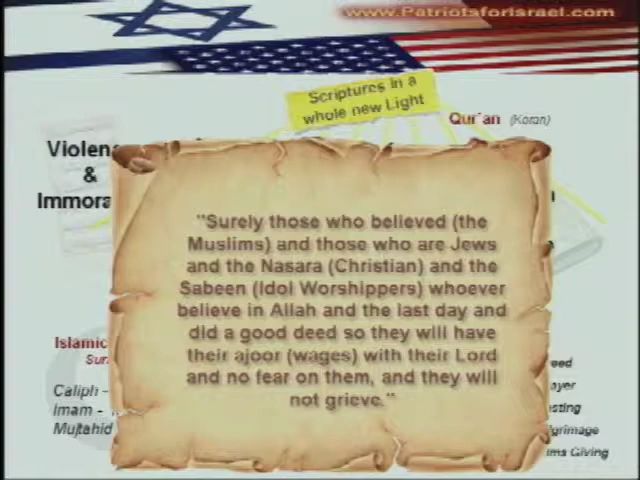 www.PatriotsforIsrael.com
Scriptures in a
whole new Light
Qur'an (Koran)
&
"Surely those who believed (the
Muslims) and those who are Jews
and the Nasara (Christian) and the
Sabeen (Idol Worshippers) whoever
believe in Allah and the last day and
did a good deed so they will have
their ajoor (wages) with their Lord
and no fear on them, and they will
not grieve."
Islamic
Caliph -
Imam -
Mujtahid